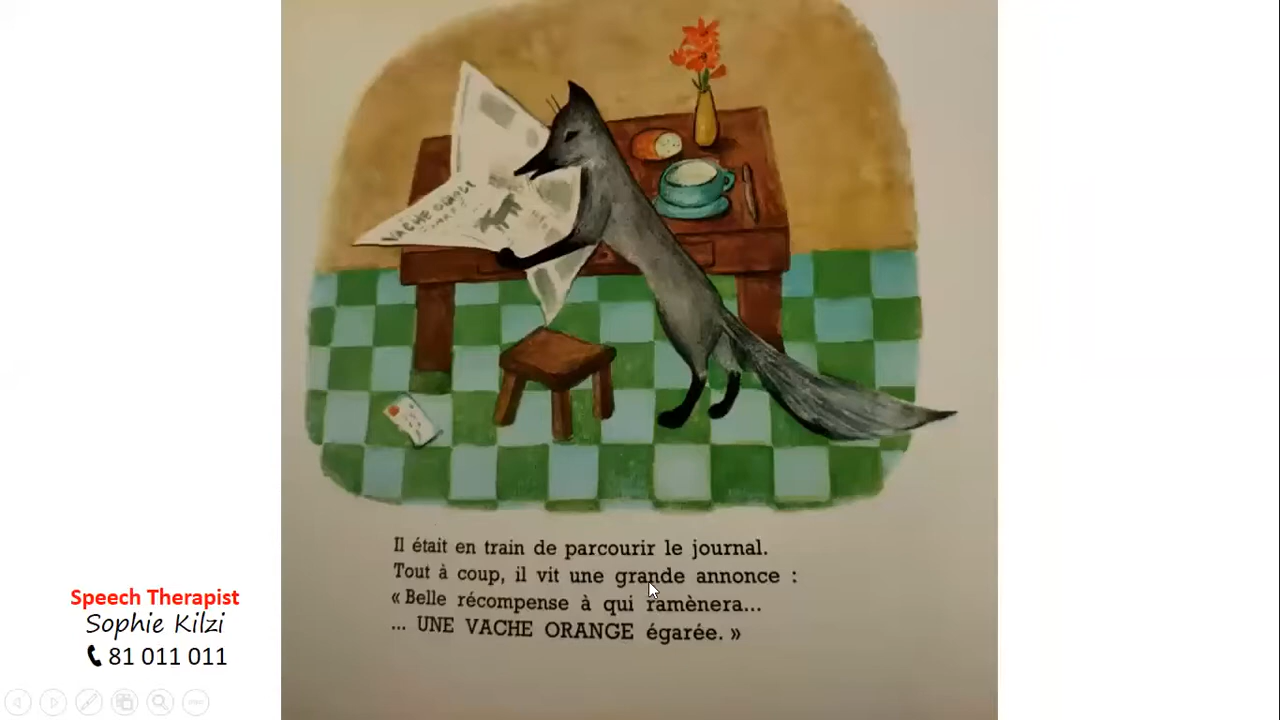 VACHE ORANGE
Il était en train de parcourir le journal.
Tout à coup, il vit une grande annonce :
« Belle récompense à qui ramènera...
... UNE VACHE ORANGE égarée. »
Speech Therapist
Sophie Kilzi
81 011 011